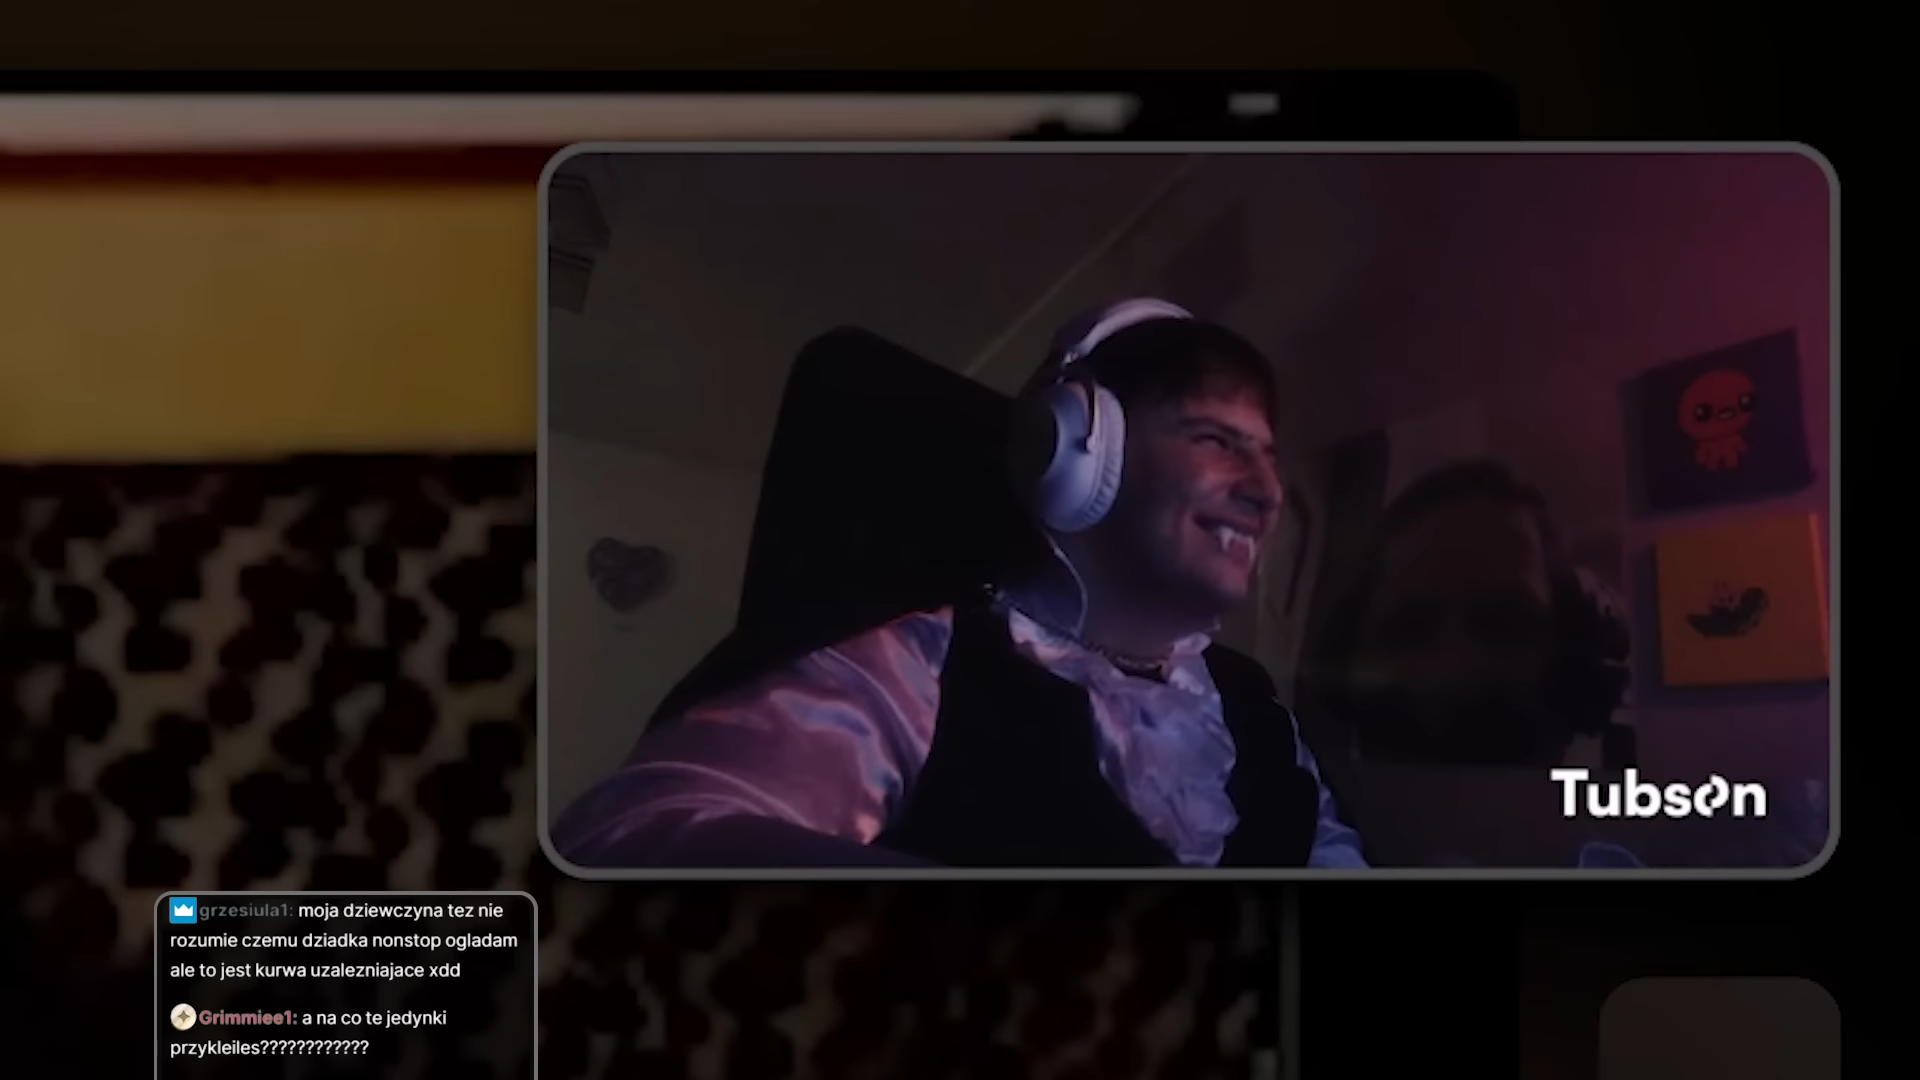 Tubson
grzesiula1: moja dziewczyna tez nie
rozumie czemu dziadka nonstop ogladam
ale to jest kurwa uzalezniajace xdd
Grimmiee1: a na co te jedynki
przykleiles????????????